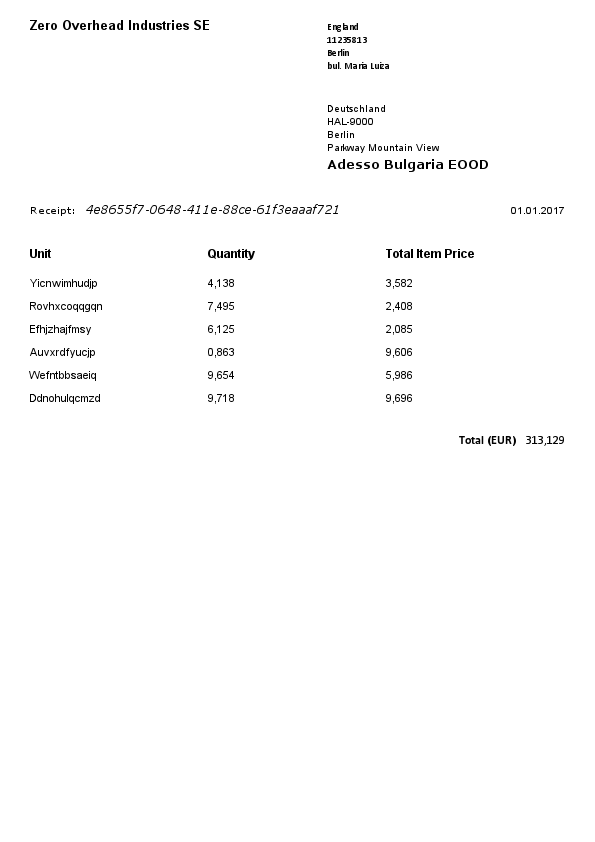 Zero Overhead Industries SE
England
11235813
Berlin
bul. Maria Luiza
Deutschland
HAL-9000
Berlin
Parkway Mountain View
Adesso Bulgaria EOOD
Receipt: 4e8655f7-0648-411e-88ce-61f3eaaaf721 01.01.2017
Unit Quantity Total Item Price
Yicnwimhudjp 4,138 3,582
Rovhxcoqqgqn 7,495 2,408
Efhjzhajfmsy 6,125 2,085
Auvxrdfyucjp 0,863 9,606
Wefntbbsaeiq 9,654 5,986
Ddnohulqcmzd 9,718 9,696
Total (EUR) 313,129